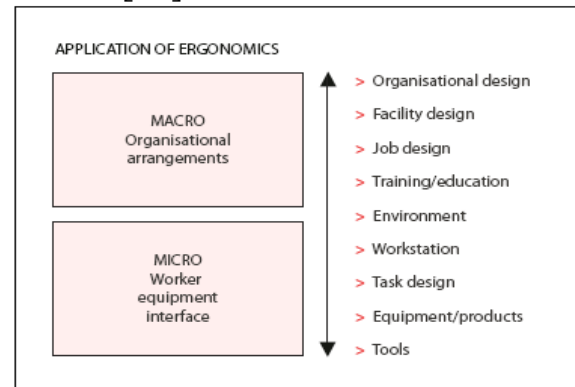 APPLICATION OF ERGONOMICS
MACRO
Organisational
arrangements
MICRO
Worker
equipment
interface
> Organisational design
> Facility design
> Job design
> Training/education
> Environment
> Workstation
> Task design
> Equipment/products
> Tools